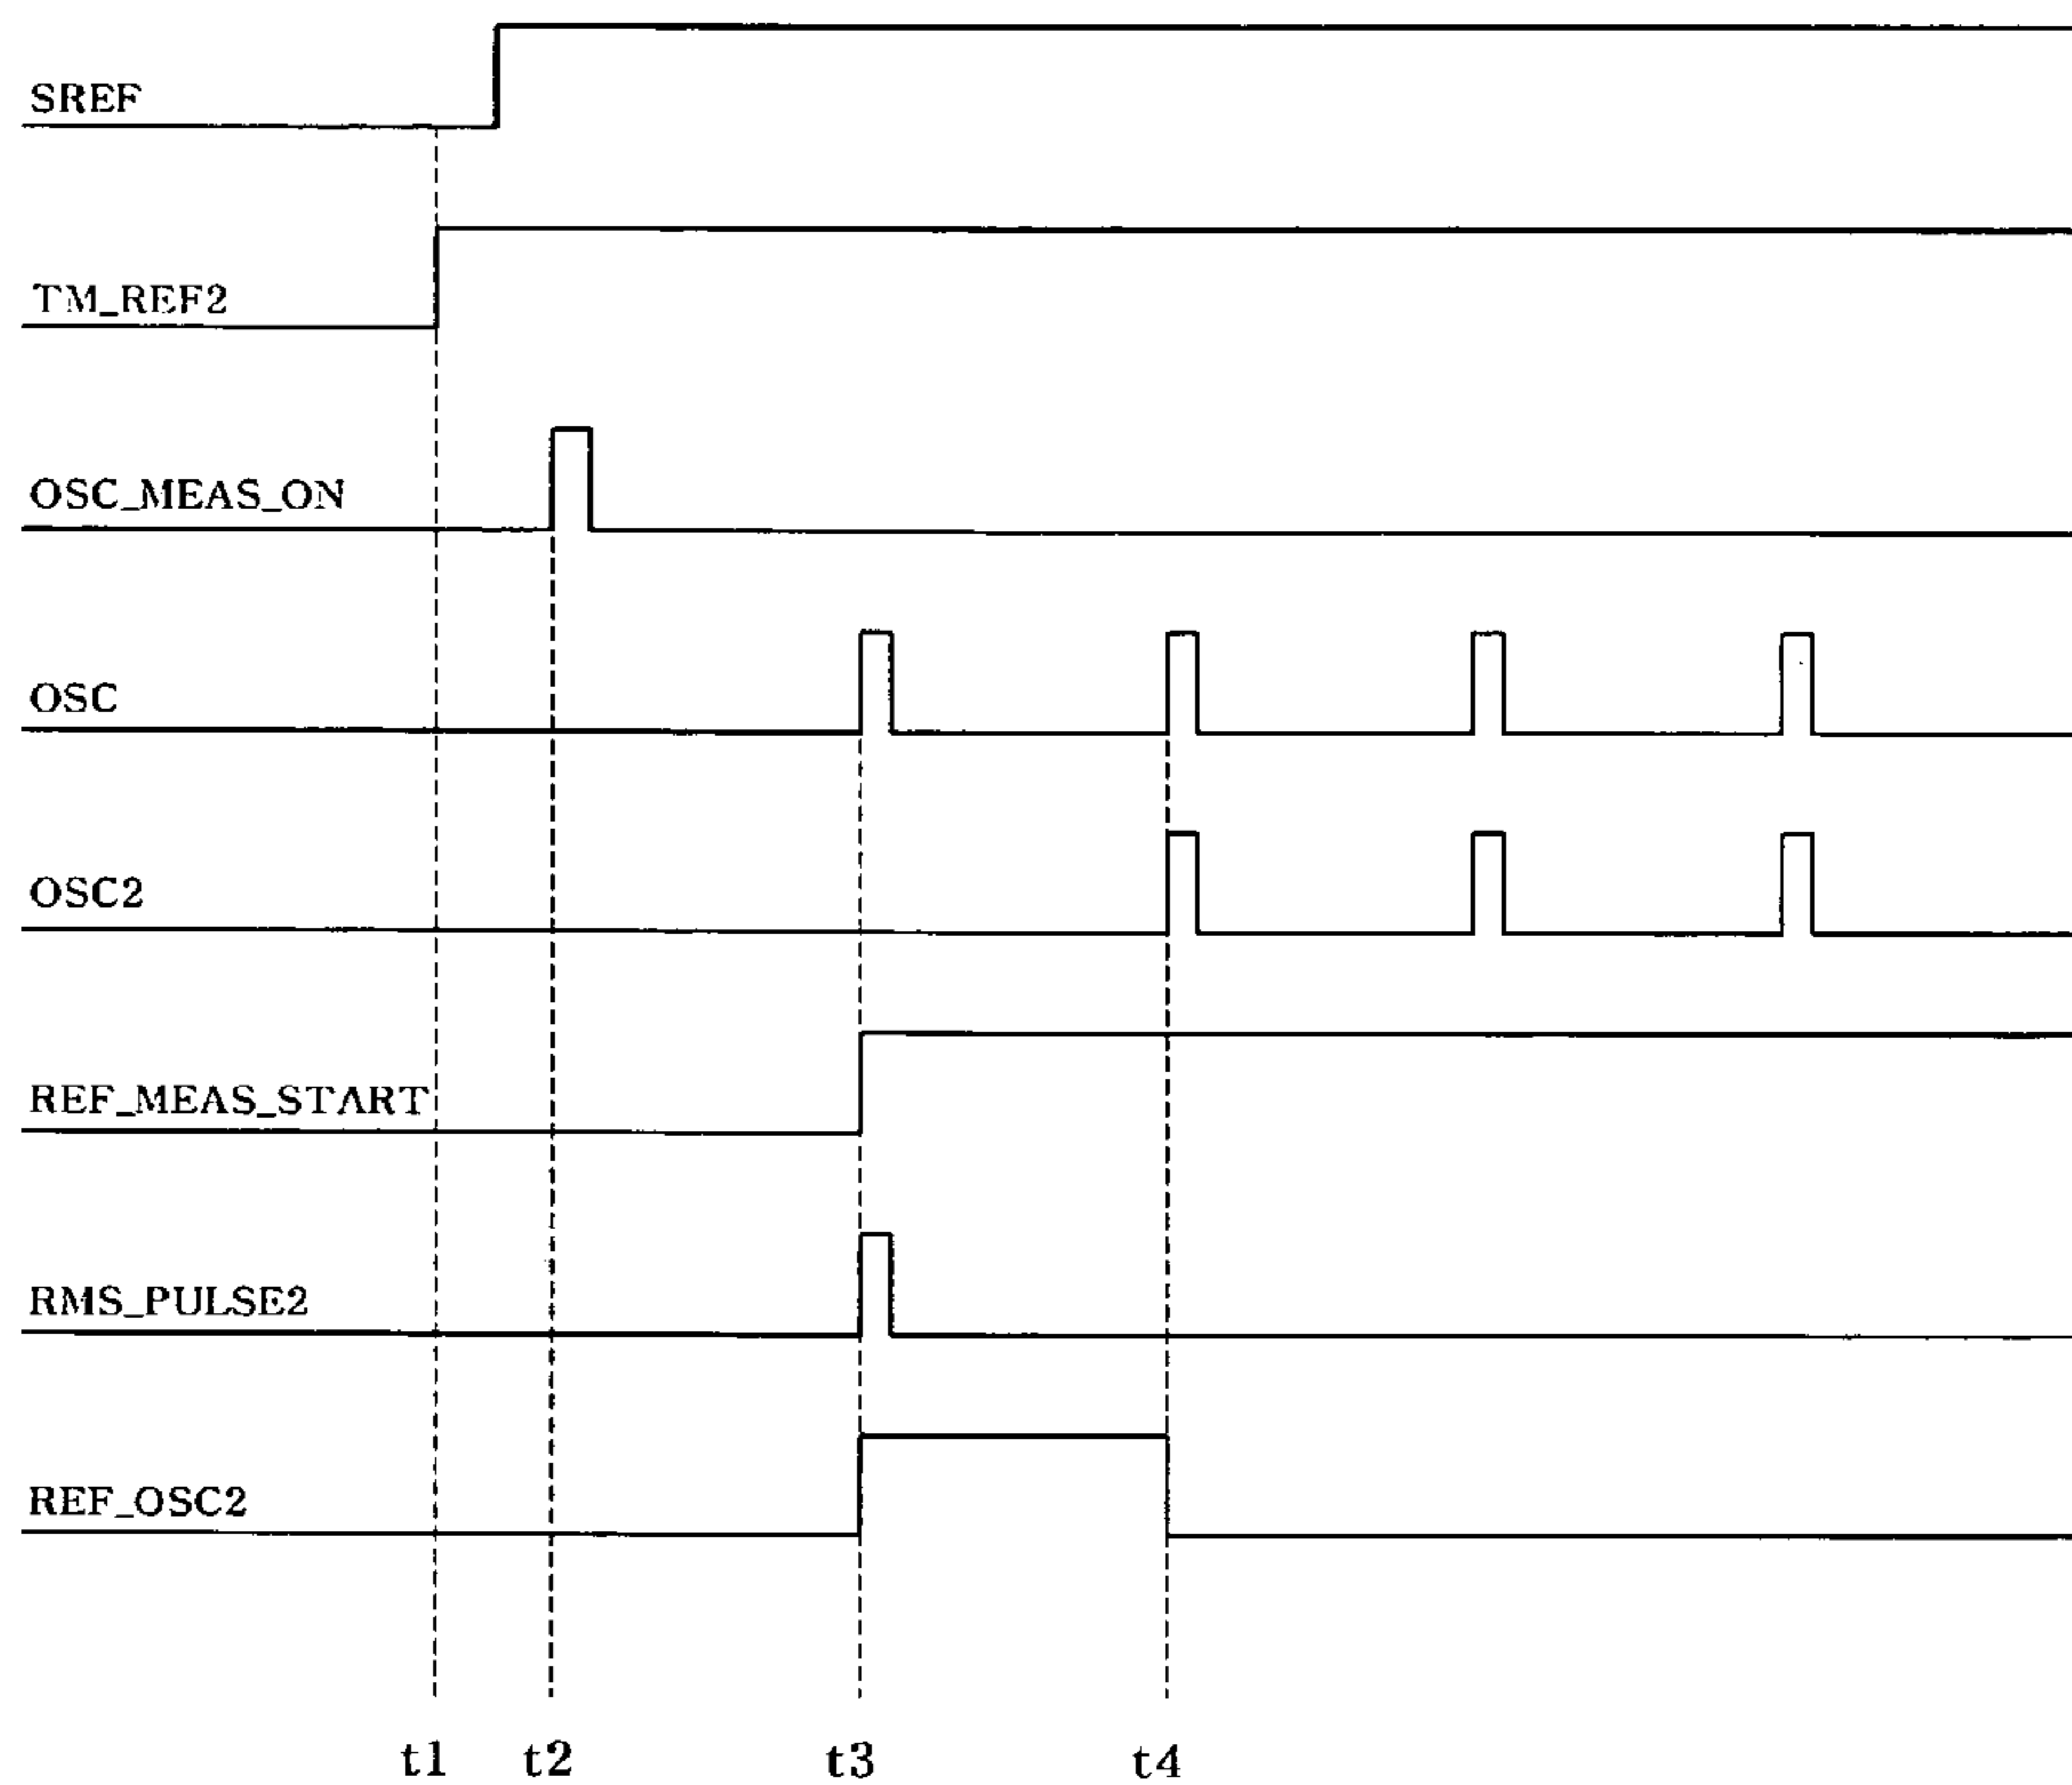 SREF
TM_REF2
OSC_MEAS_ON
OSC
OSC2
REF_MEAS_START
RMS_PULSE2
REF_OSC2
t1 t2 t3 t4